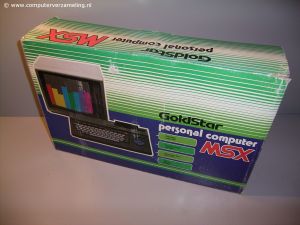 © www.computerverzameling.nl
GoldStar
personal computer
MSX
GoldStar
personal computer
MSX